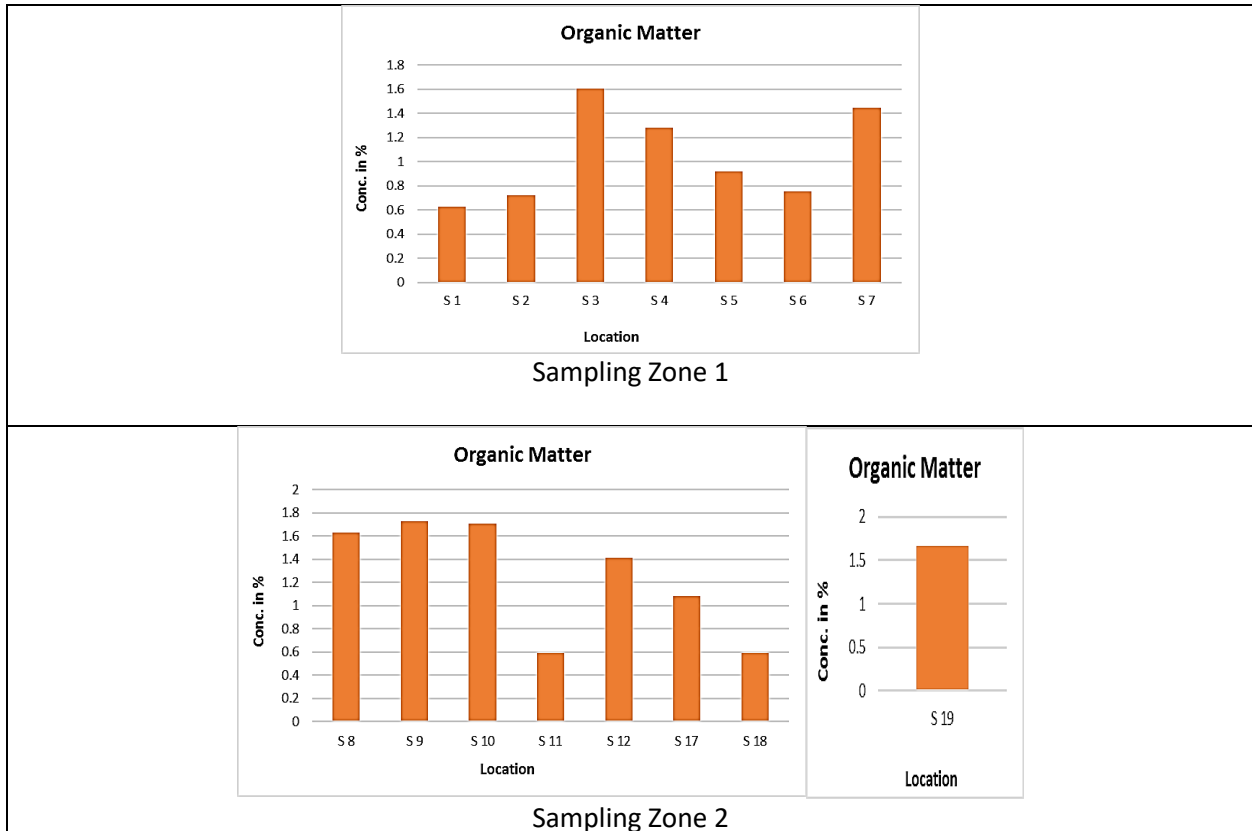 Organic Matter
1.8
1.6
1.4
1.2
1
0.8
0.6
0.4
0.2
0
Conc. in %
S 1 S 2 S 3 S 4 S 5 S 6 S 7
Location
Sampling Zone 1
Organic Matter
2
1.8
1.6
1.4
1.2
1
0.8
0.6
0.4
0.2
0
Conc. in %
S 8 S 9 S 10 S 11 S 12 S 17 S 18
Location
Organic Matter
2
1.5
1
0.5
0
Conc. in %
S 19
Location
Sampling Zone 2